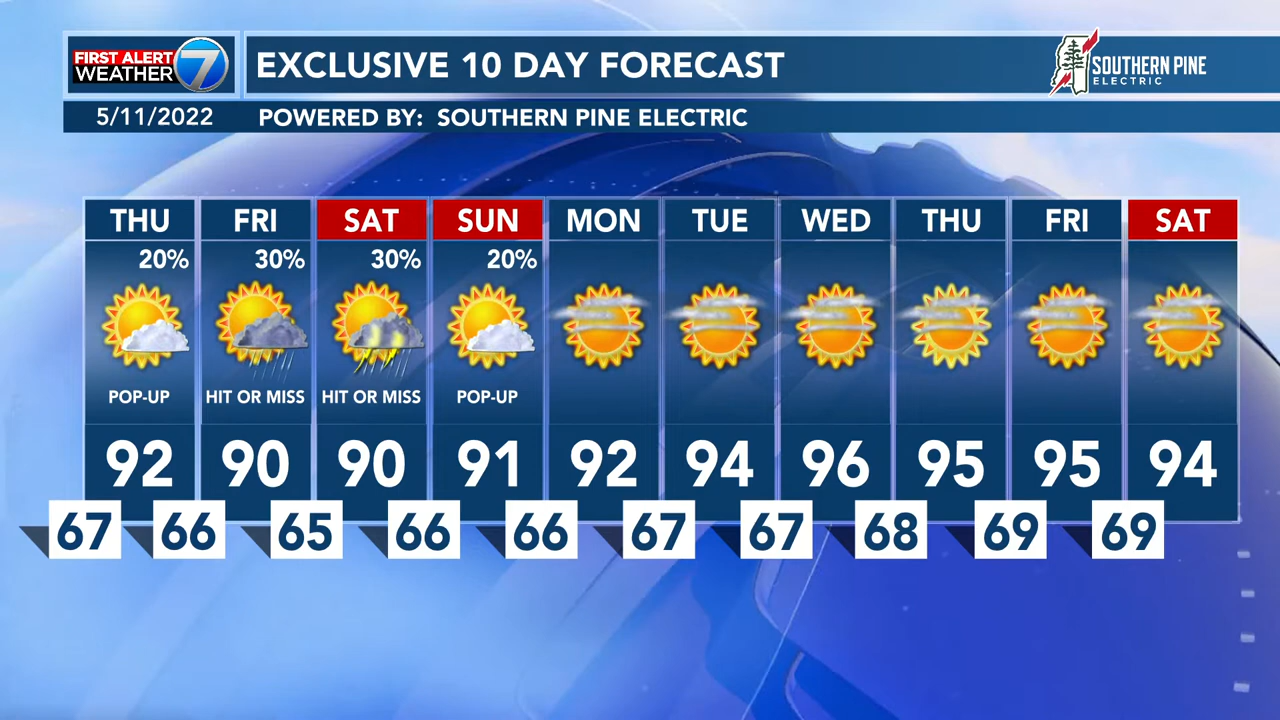 FIRST ALERT
WEATHER 7
EXCLUSIVE 10 DAY FORECAST
SOUTHERN PINE
ELECTRIC
5/11/2022
POWERED BY: SOUTHERN PINE ELECTRIC
THU FRI SAT SUN MON TUE WED THU FRI SAT
20% 30% 30% 20%
POP-UP HIT OR MISS HIT OR MISS POP-UP
92 90 90 91 92 94 96 95 95 94
67 66 65 66 66 67 67 68 69 69